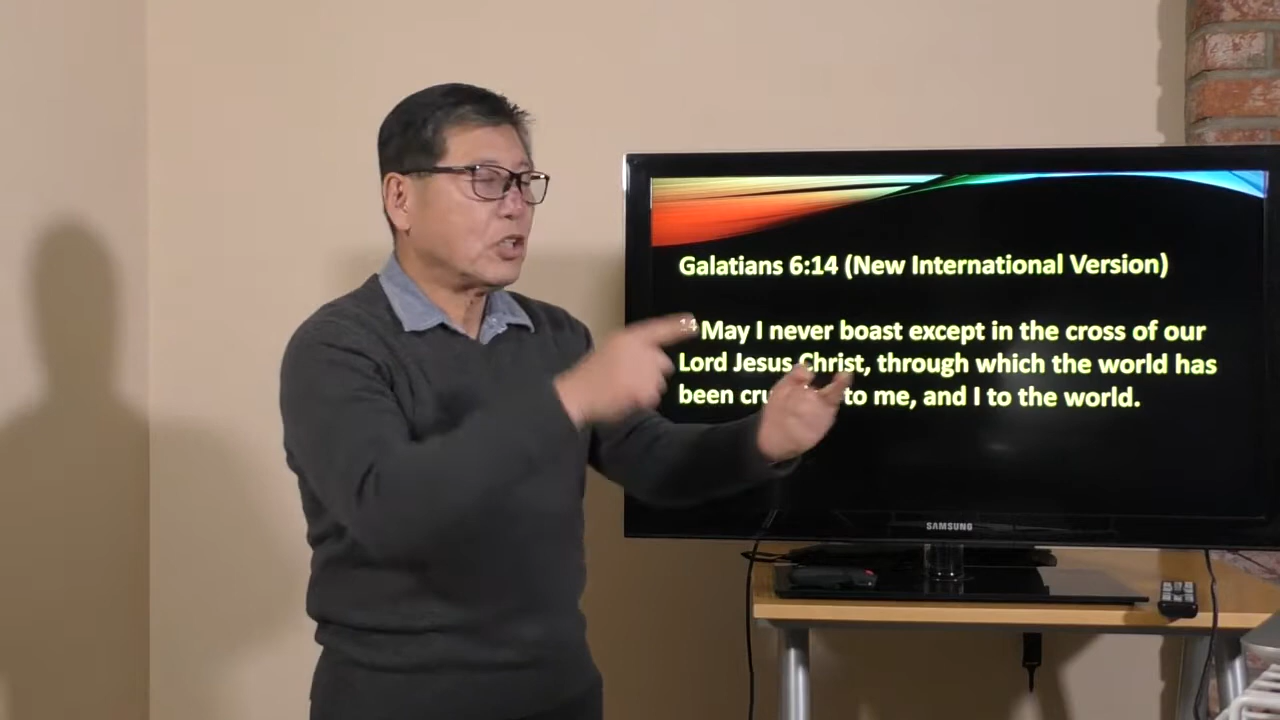 Galatians 6:14 (New International Version)
14 May I never boast except in the cross of our
Lord Jesus Christ, through which the world has
been to me, and I to the world.
SAMSUNG